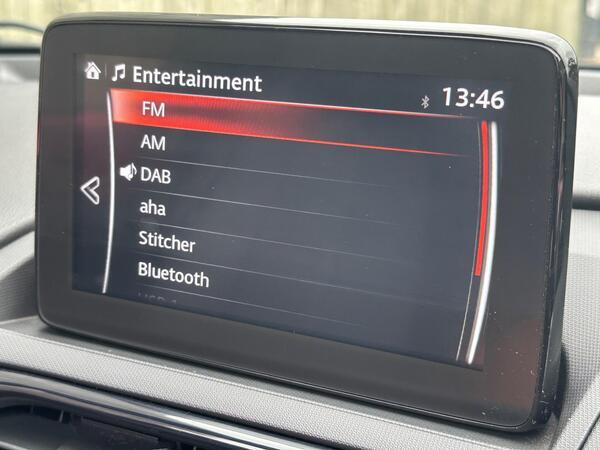 Entertainment
13:46
FM
AM
DAB
aha
Stitcher
Bluetooth